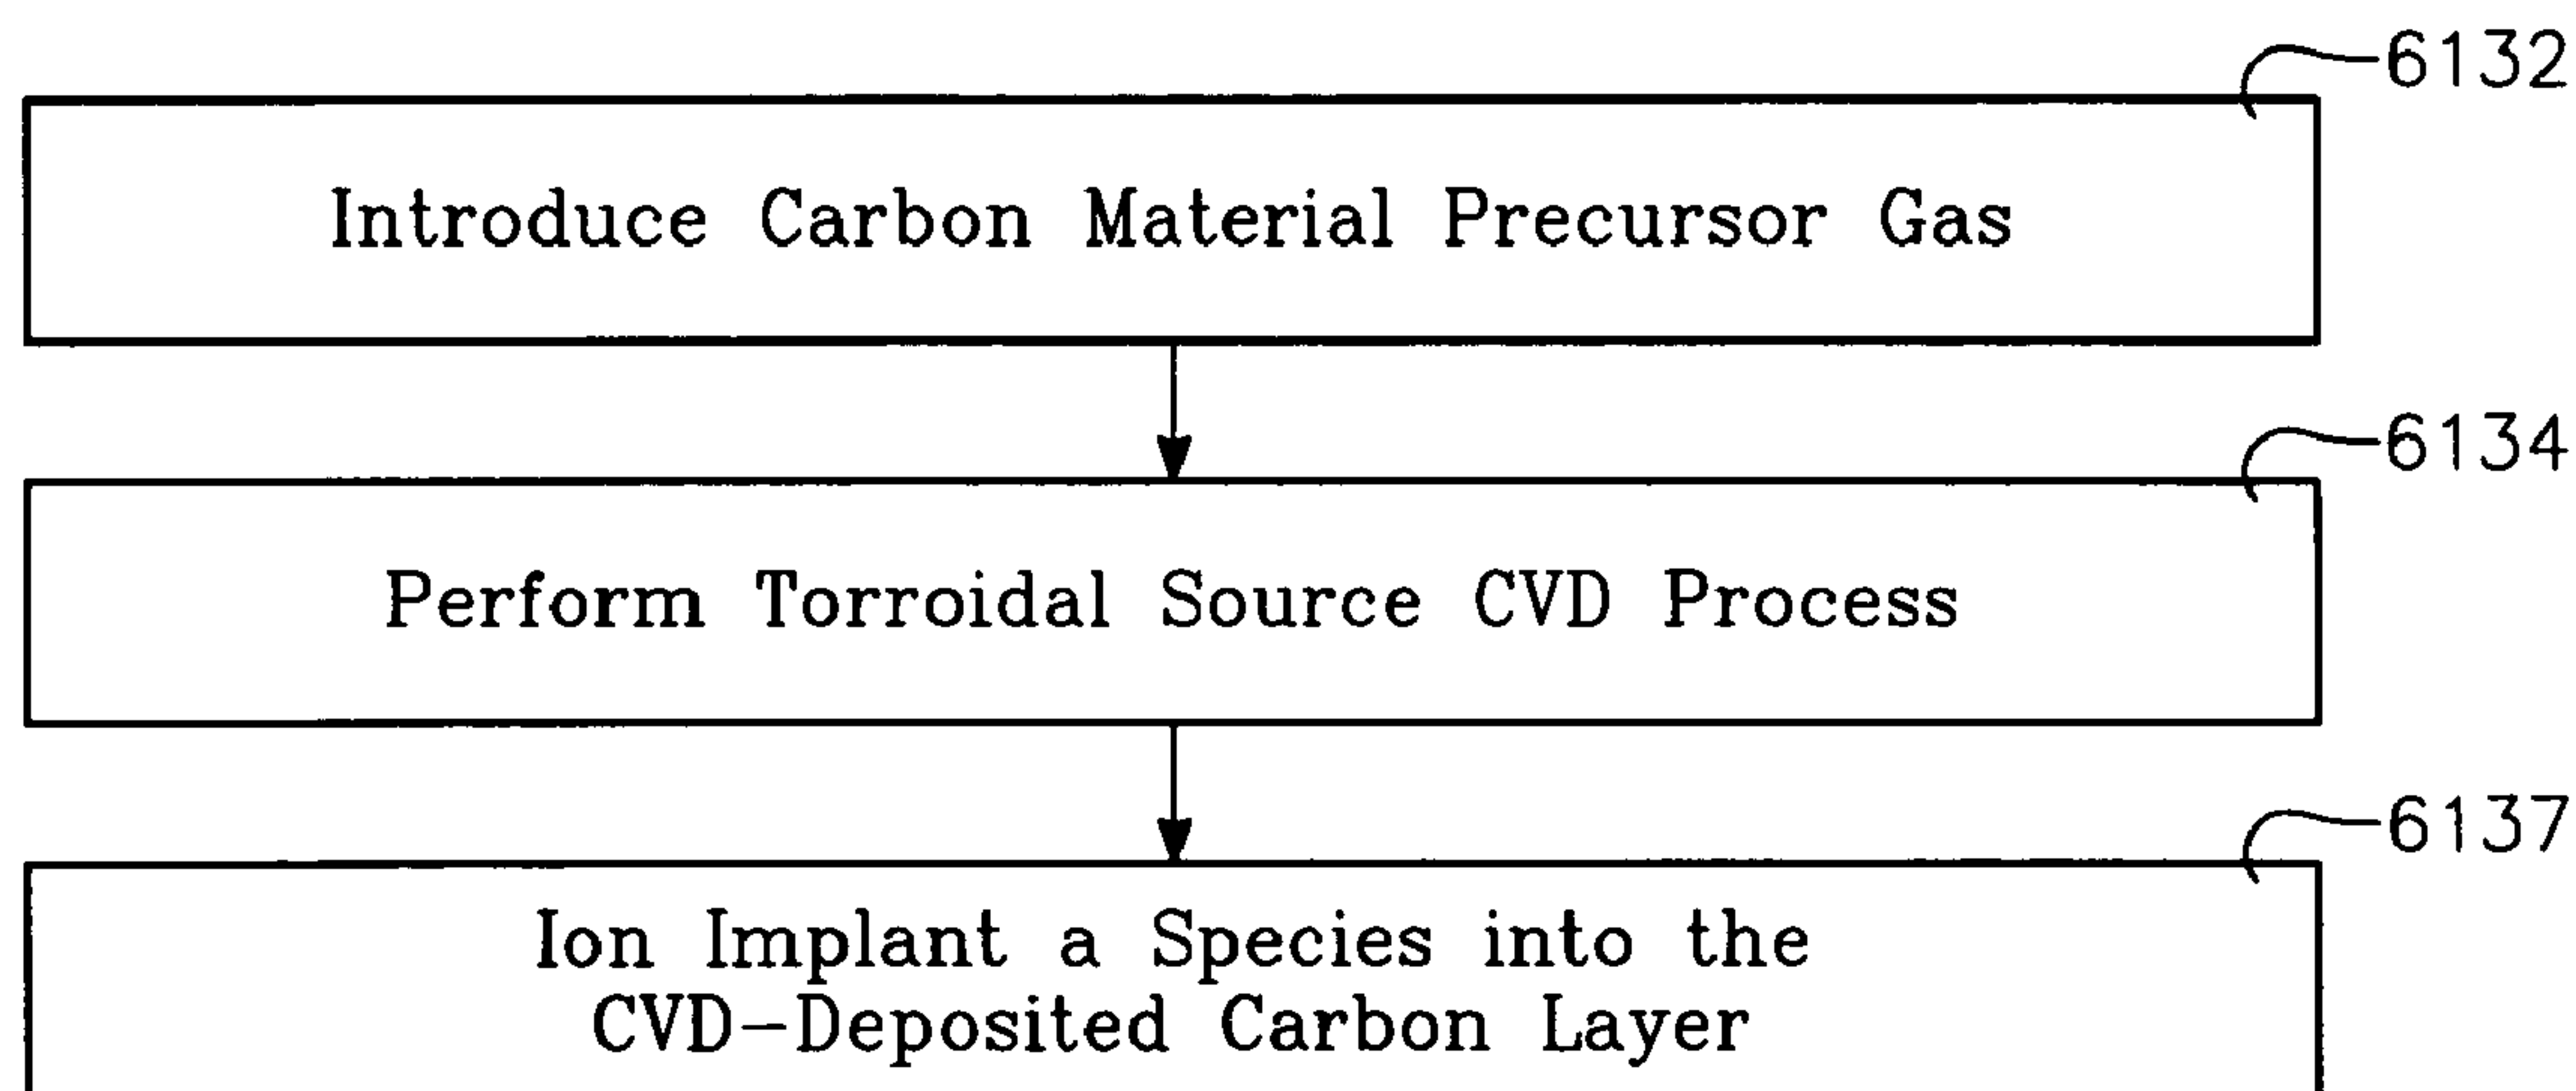 6132
Introduce Carbon Material Precursor Gas
6134
Perform Torroidal Source CVD Process
6137
Ion Implant a Species into the
CVD-Deposited Carbon Layer